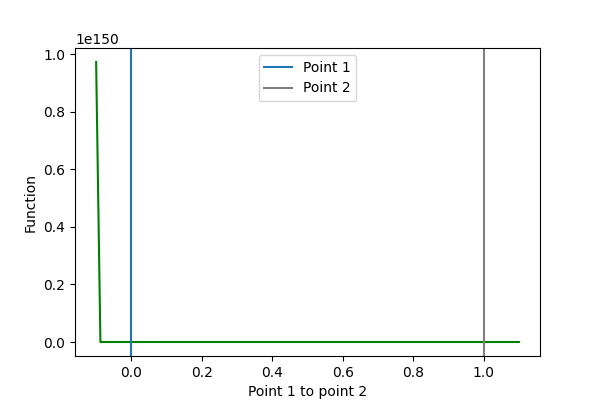 1e150
1.0
0.8
0.6
0.4
0.2
0.0
Function
Point 1
Point 2
0.0 0.2 0.4 0.6 0.8 1.0
Point 1 to point 2